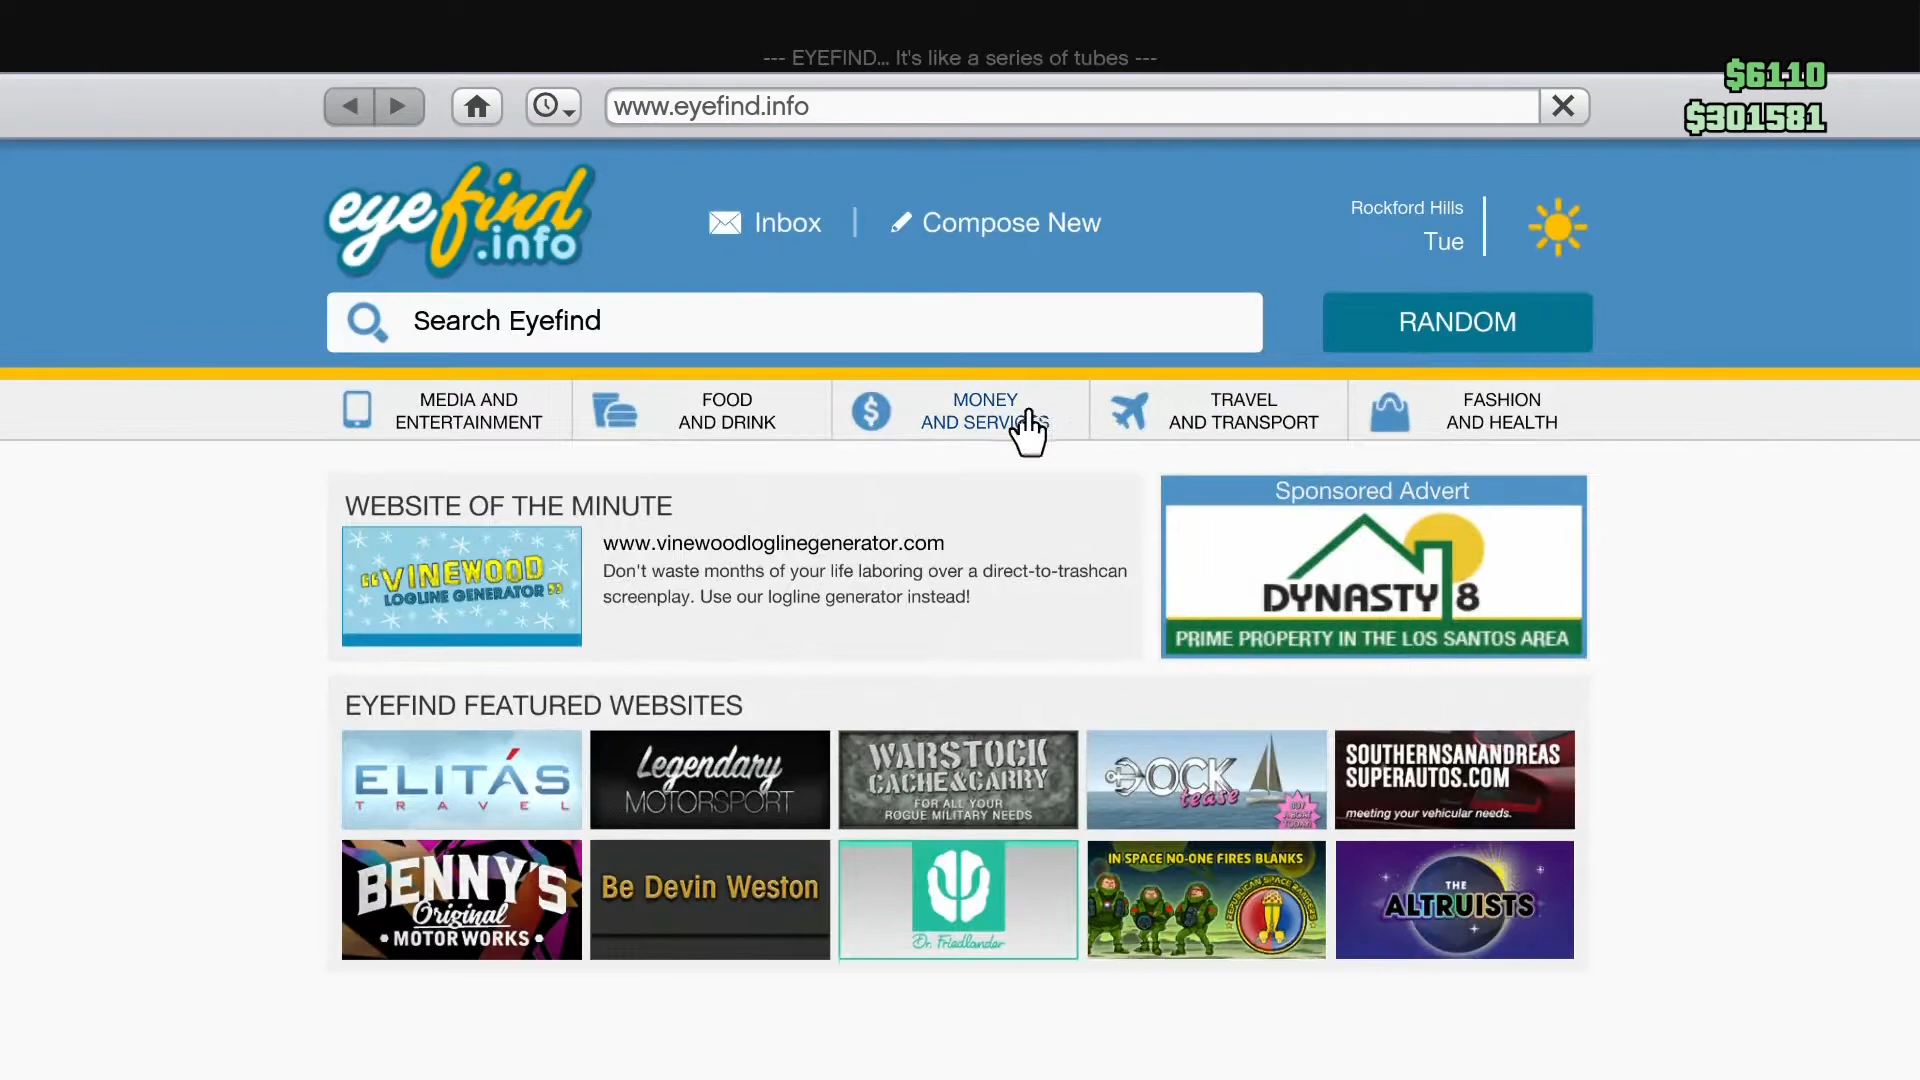 --- EYEFIND... It's like a series of tubes ---
$6110
$301581
www.eyefind.info
eyefind
.info
Inbox
Compose New
Rockford Hills
Tue
Search Eyefind
RANDOM
MEDIA AND
ENTERTAINMENT
FOOD
AND DRINK
MONEY
AND SERVICES
TRAVEL
AND TRANSPORT
FASHION
AND HEALTH
WEBSITE OF THE MINUTE
"VINEWOOD
LOGLINE GENERATOR"
www.vinewoodloglinegenerator.com
Don't waste months of your life laboring over a direct-to-trashcan
screenplay. Use our logline generator instead!
Sponsored Advert
DYNASTY 8
PRIME PROPERTY IN THE LOS SANTOS AREA
EYEFIND FEATURED WEBSITES
ELITÁS
TRAVEL
Legendary
MOTORSPORT
WARSTOCK
CACHE&CARRY
FOR ALL YOUR
ROGUE MILITARY NEEDS
DOCK
tease
BUY
A BOAT
TODAY!
SOUTHERNSANANDREAS
SUPERAUTOS.COM
meeting your vehicular needs.
BENNY'S
Original
•MOTOR WORKS•
Be Devin Weston
Dr. Friedlander
IN SPACE NO-ONE FIRES BLANKS
REPUBLICAN SPACE RANGERS
THE
ALTRUISTS